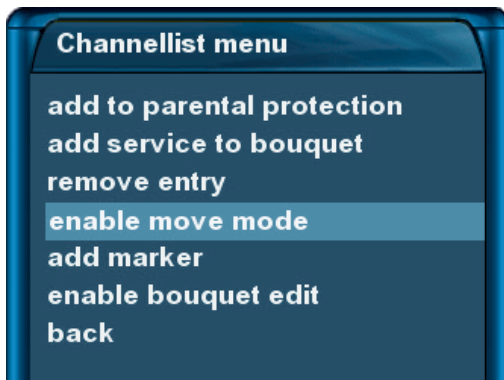 Channellist menu
add to parental protection
add service to bouquet
remove entry
enable move mode
add marker
enable bouquet edit
back